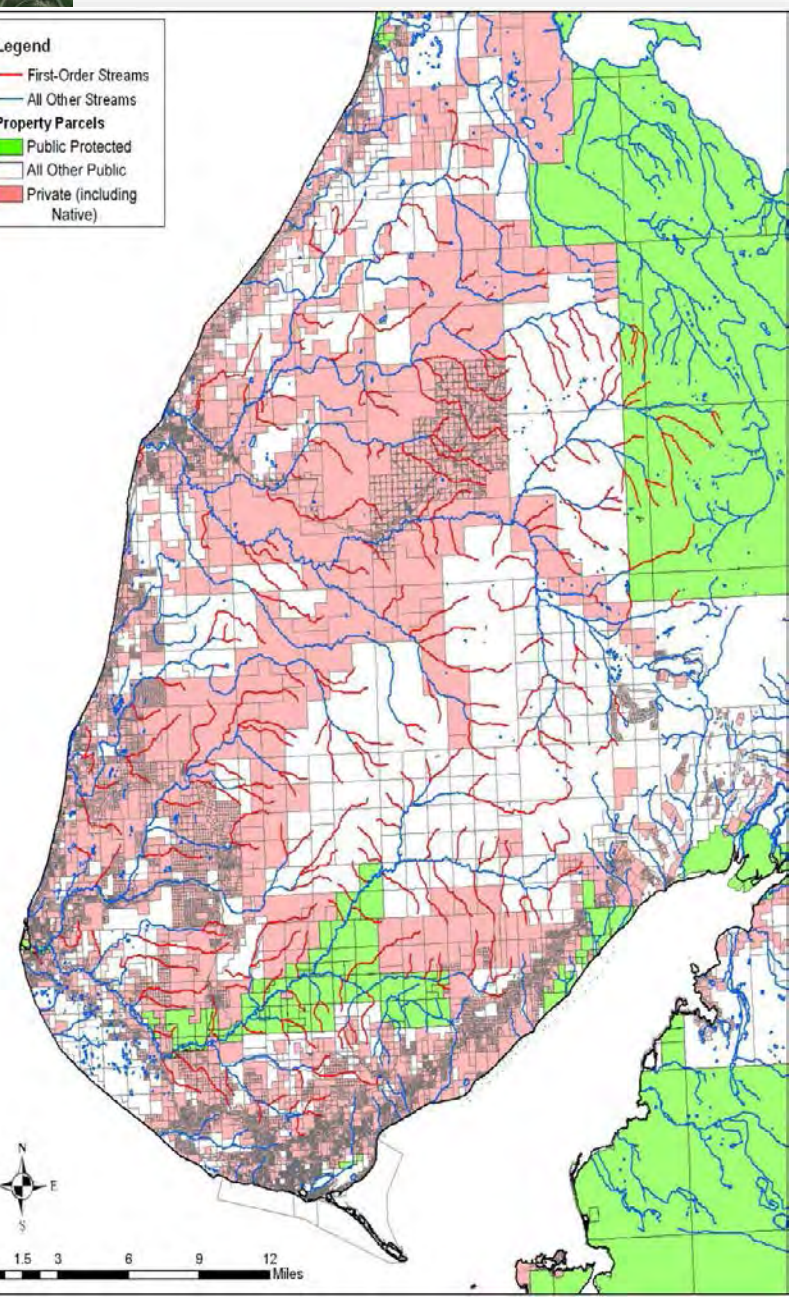 Legend
First-Order Streams
All Other Streams
Property Parcels
Public Protected
All Other Public
Private (including
Native)
N
E
S
1.5 3 6 9 12
Miles